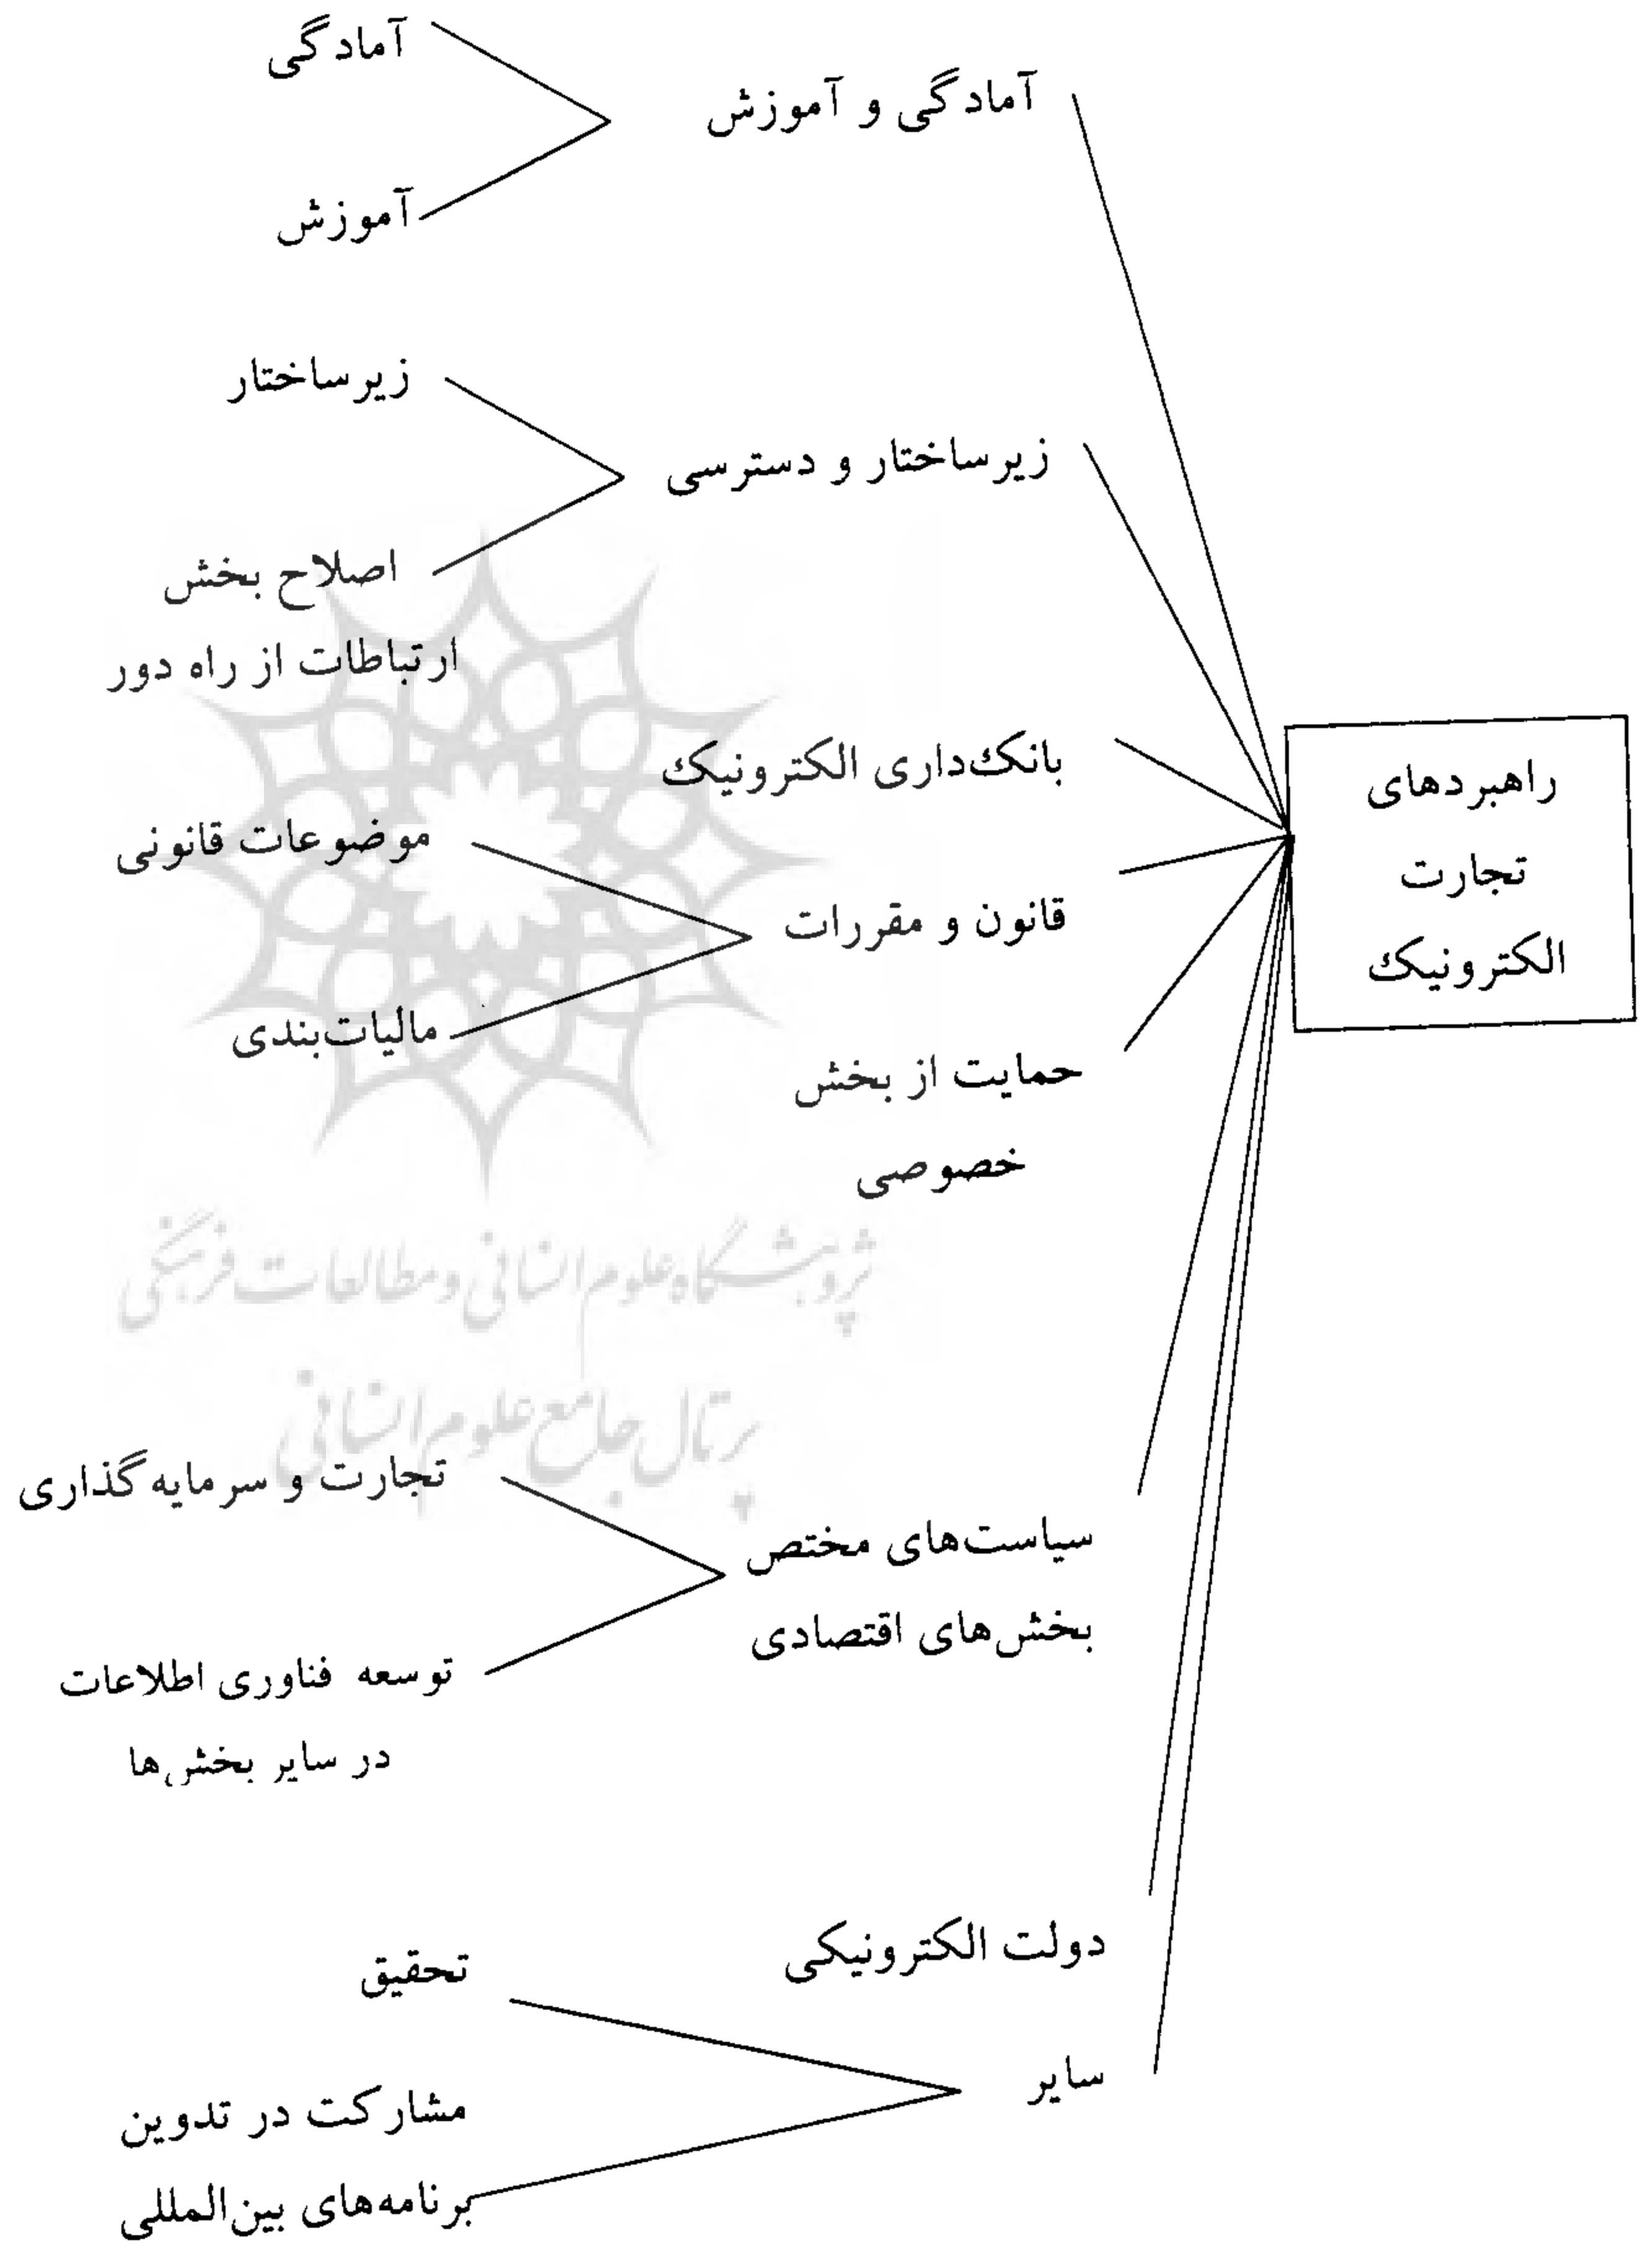 راهبردهای
تجارت
الکترونیک
آمادگی و آموزش
آمادگی
آموزش
زیرساختار و دسترسی
زیرساختار
اصلاح بخش
ارتباطات از راه دور
بانک‌داری الکترونیک
قانون و مقررات
موضوعات قانونی
مالیات‌بندی
حمایت از بخش
خصوصی
سیاست‌های مختص
بخش‌های اقتصادی
تجارت و سرمایه‌گذاری
توسعه فناوری اطلاعات
در سایر بخش‌ها
دولت الکترونیکی
سایر
تحقیق
مشارکت در تدوین
برنامه‌های بین‌المللی
پژوهشگاه علوم انسانی و مطالعات فرهنگی
پرتال جامع علوم انسانی